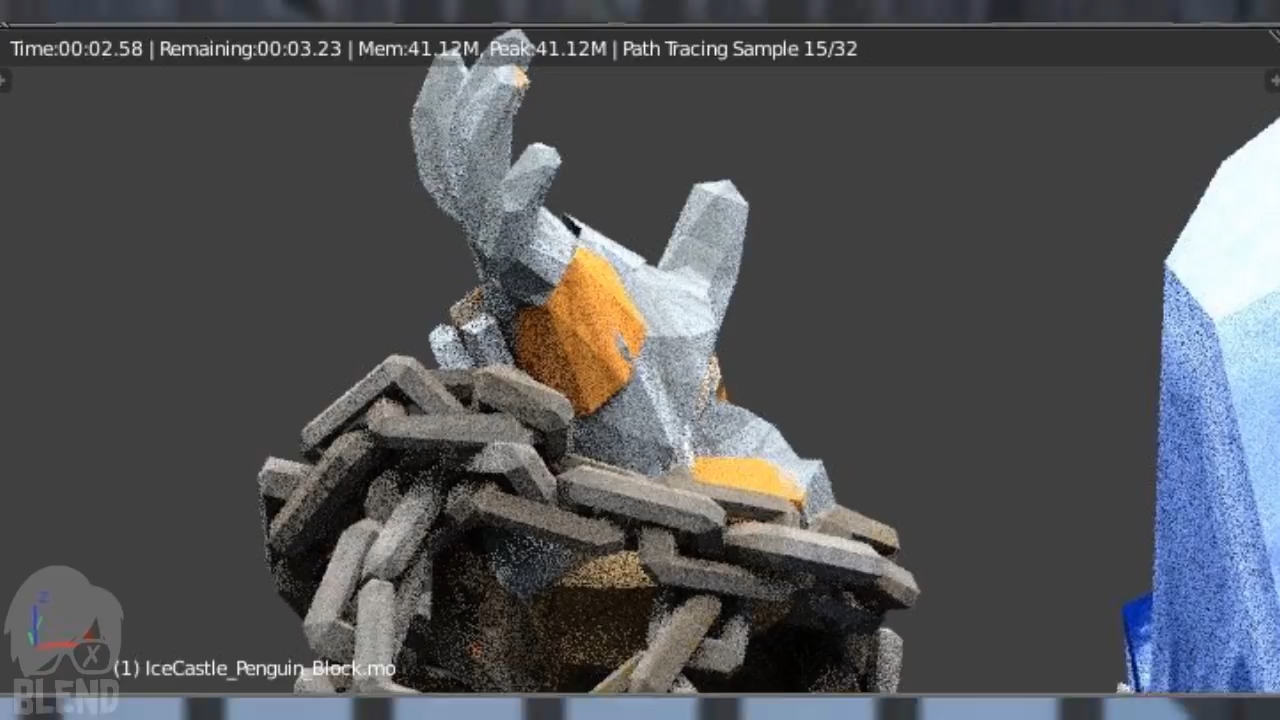 Time:00:02.58 | Remaining:00:03.23 | Mem:41.12M, Peak:41.12M | Path Tracing Sample 15/32
Z
X
(1) IceCastle_Penguin_Block.mo
BLEND